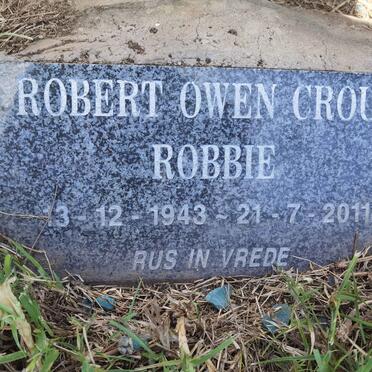 ROBERT OWEN CROU
ROBBIE
3-12-1943 ~ 21-7-2011
RUS IN VREDE